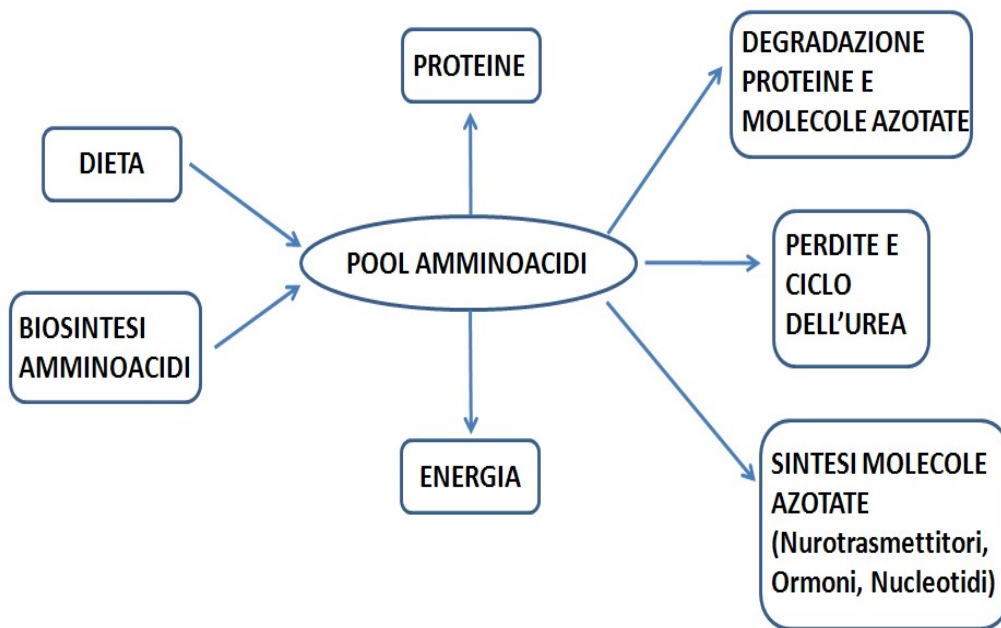 PROTEINE
DEGRADAZIONE
PROTEINE E
MOLECOLE AZOTATE
DIETA
POOL AMMINOACIDI
PERDITE E
CICLO
DELL'UREA
BIOSINTESI
AMMINOACIDI
ENERGIA
SINTESI MOLECOLE
AZOTATE
(Nurotrasmettitori,
Ormoni, Nucleotidi)